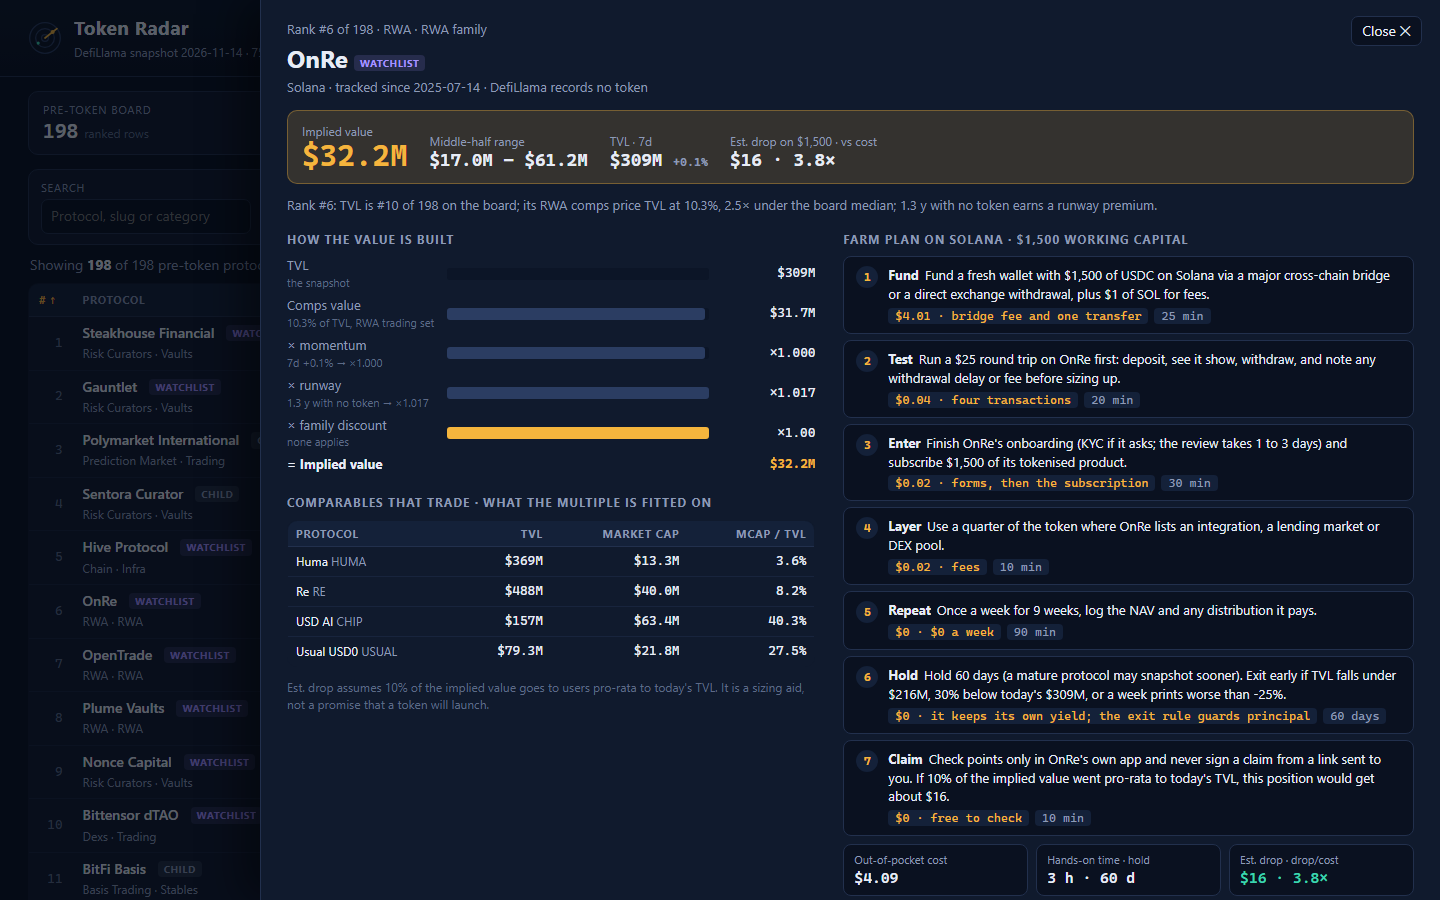 Token Radar
DefiLlama snapshot 2026-11-14 · 7
PRE-TOKEN BOARD
198 ranked rows
SEARCH
Protocol, slug or category
Showing 198 of 198 pre-token proto
# ↑ PROTOCOL
1 Steakhouse Financial WATC
Risk Curators · Vaults
2 Gauntlet WATCHLIST
Risk Curators · Vaults
3 Polymarket International
Prediction Market · Trading
4 Sentora Curator CHILD
Risk Curators · Vaults
5 Hive Protocol WATCHLIST
Chain · Infra
6 OnRe WATCHLIST
RWA · RWA
7 OpenTrade WATCHLIST
RWA · RWA
8 Plume Vaults WATCHLIST
RWA · RWA
9 Nonce Capital WATCHLIST
Risk Curators · Vaults
10 Bittensor dTAO WATCHLIST
Dexs · Trading
11 BitFi Basis CHILD
Basis Trading · Stables
Rank #6 of 198 · RWA · RWA family
Close ✕
OnRe WATCHLIST
Solana · tracked since 2025-07-14 · DefiLlama records no token
Implied value
$32.2M
Middle-half range
$17.0M – $61.2M
TVL · 7d
$309M +0.1%
Est. drop on $1,500 · vs cost
$16 · 3.8×
Rank #6: TVL is #10 of 198 on the board; its RWA comps price TVL at 10.3%, 2.5× under the board median; 1.3 y with no token earns a runway premium.
HOW THE VALUE IS BUILT
TVL $309M
the snapshot
Comps value $31.7M
10.3% of TVL, RWA trading set
× momentum ×1.000
7d +0.1% → ×1.000
× runway ×1.017
1.3 y with no token → ×1.017
× family discount ×1.00
none applies
= Implied value $32.2M
COMPARABLES THAT TRADE · WHAT THE MULTIPLE IS FITTED ON
PROTOCOL TVL MARKET CAP MCAP / TVL
Huma HUMA $369M $13.3M 3.6%
Re RE $488M $40.0M 8.2%
USD AI CHIP $157M $63.4M 40.3%
Usual USD0 USUAL $79.3M $21.8M 27.5%
Est. drop assumes 10% of the implied value goes to users pro-rata to today's TVL. It is a sizing aid,
not a promise that a token will launch.
FARM PLAN ON SOLANA · $1,500 WORKING CAPITAL
1 Fund Fund a fresh wallet with $1,500 of USDC on Solana via a major cross-chain bridge
or a direct exchange withdrawal, plus $1 of SOL for fees.
$4.01 · bridge fee and one transfer 25 min
2 Test Run a $25 round trip on OnRe first: deposit, see it show, withdraw, and note any
withdrawal delay or fee before sizing up.
$0.04 · four transactions 20 min
3 Enter Finish OnRe's onboarding (KYC if it asks; the review takes 1 to 3 days) and
subscribe $1,500 of its tokenised product.
$0.02 · forms, then the subscription 30 min
4 Layer Use a quarter of the token where OnRe lists an integration, a lending market or
DEX pool.
$0.02 · fees 10 min
5 Repeat Once a week for 9 weeks, log the NAV and any distribution it pays.
$0 · $0 a week 90 min
6 Hold Hold 60 days (a mature protocol may snapshot sooner). Exit early if TVL falls under
$216M, 30% below today's $309M, or a week prints worse than -25%.
$0 · it keeps its own yield; the exit rule guards principal 60 days
7 Claim Check points only in OnRe's own app and never sign a claim from a link sent to
you. If 10% of the implied value went pro-rata to today's TVL, this position would get
about $16.
$0 · free to check 10 min
Out-of-pocket cost
$4.09
Hands-on time · hold
3 h · 60 d
Est. drop · drop/cost
$16 · 3.8×